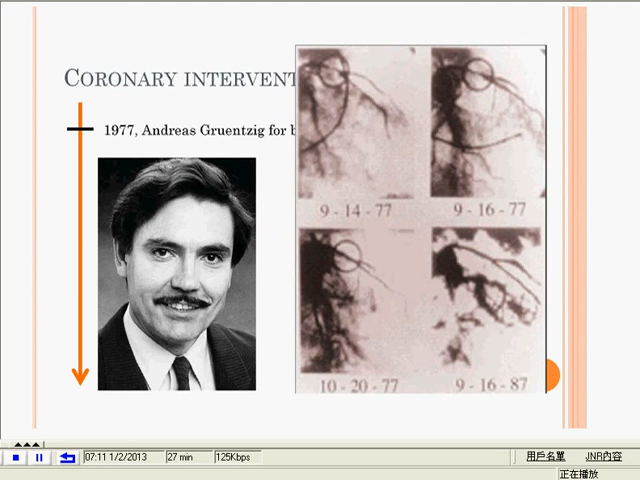 CORONARY INTERVENT
1977, Andreas Gruentzig for b
9 - 14 - 77
9 - 16 - 77
10 - 20 - 77
9 - 16 - 87
07:11 1/2/2013
27 min
125Kbps
用戶名單
JNR內容
正在播放